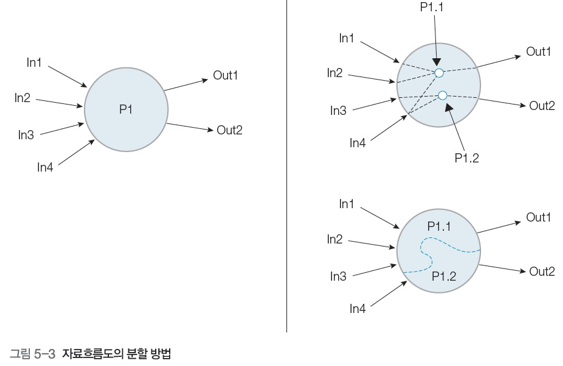 In1
In2
In3
In4
P1
Out1
Out2
P1.1
In1
In2
In3
In4
Out1
Out2
P1.2
In1
In2
In3
In4
P1.1
P1.2
Out1
Out2
그림 5-3 자료흐름도의 분할 방법